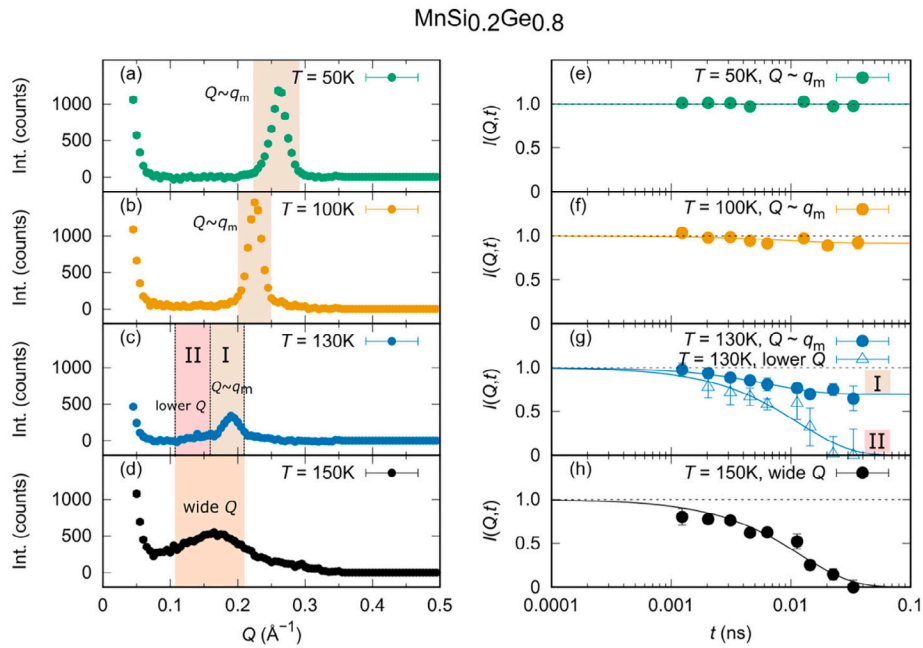 MnSi0.2Ge0.8
(a)
T = 50K
Q~qm
Int. (counts)
1000
500
0
(b)
T = 100K
Q~qm
Int. (counts)
1000
500
0
(c)
II
I
T = 130K
lower Q
Q~qm
Int. (counts)
1000
500
0
(d)
T = 150K
wide Q
Int. (counts)
1000
500
0
0
0.1
0.2
0.3
0.4
0.5
Q (Å⁻¹)
(e)
T = 50K, Q ~ qm
I(Q,t)
1.0
0.5
0
(f)
T = 100K, Q ~ qm
I(Q,t)
1.0
0.5
0
(g)
T = 130K, Q ~ qm
T = 130K, lower Q
I
II
I(Q,t)
1.0
0.5
0
(h)
T = 150K, wide Q
I(Q,t)
1.0
0.5
0
0.0001
0.001
0.01
0.1
t (ns)